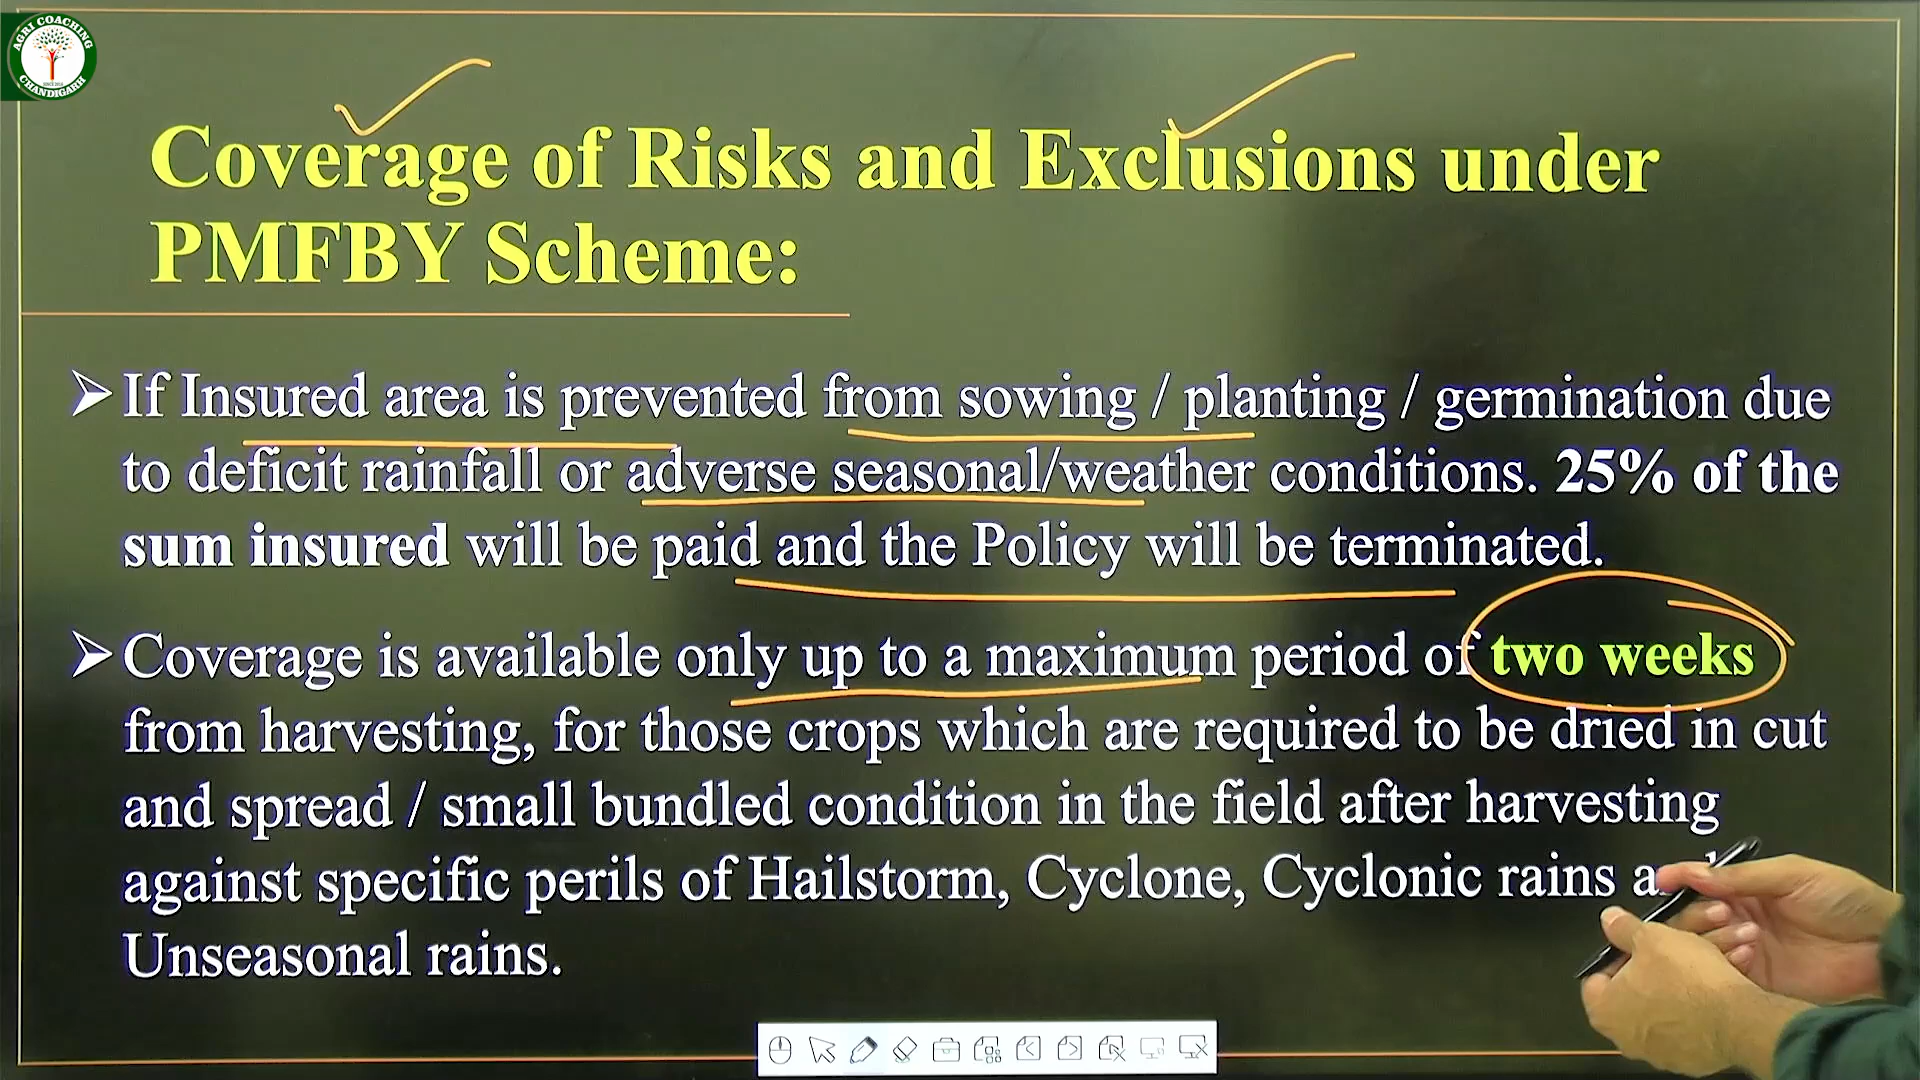 AGRI COACHING
CHANDIGARH
Coverage of Risks and Exclusions under
PMFBY Scheme:
If Insured area is prevented from sowing / planting / germination due
to deficit rainfall or adverse seasonal/weather conditions. 25% of the
sum insured will be paid and the Policy will be terminated.
Coverage is available only up to a maximum period of two weeks
from harvesting, for those crops which are required to be dried in cut
and spread / small bundled condition in the field after harvesting
against specific perils of Hailstorm, Cyclone, Cyclonic rains
Unseasonal rains.